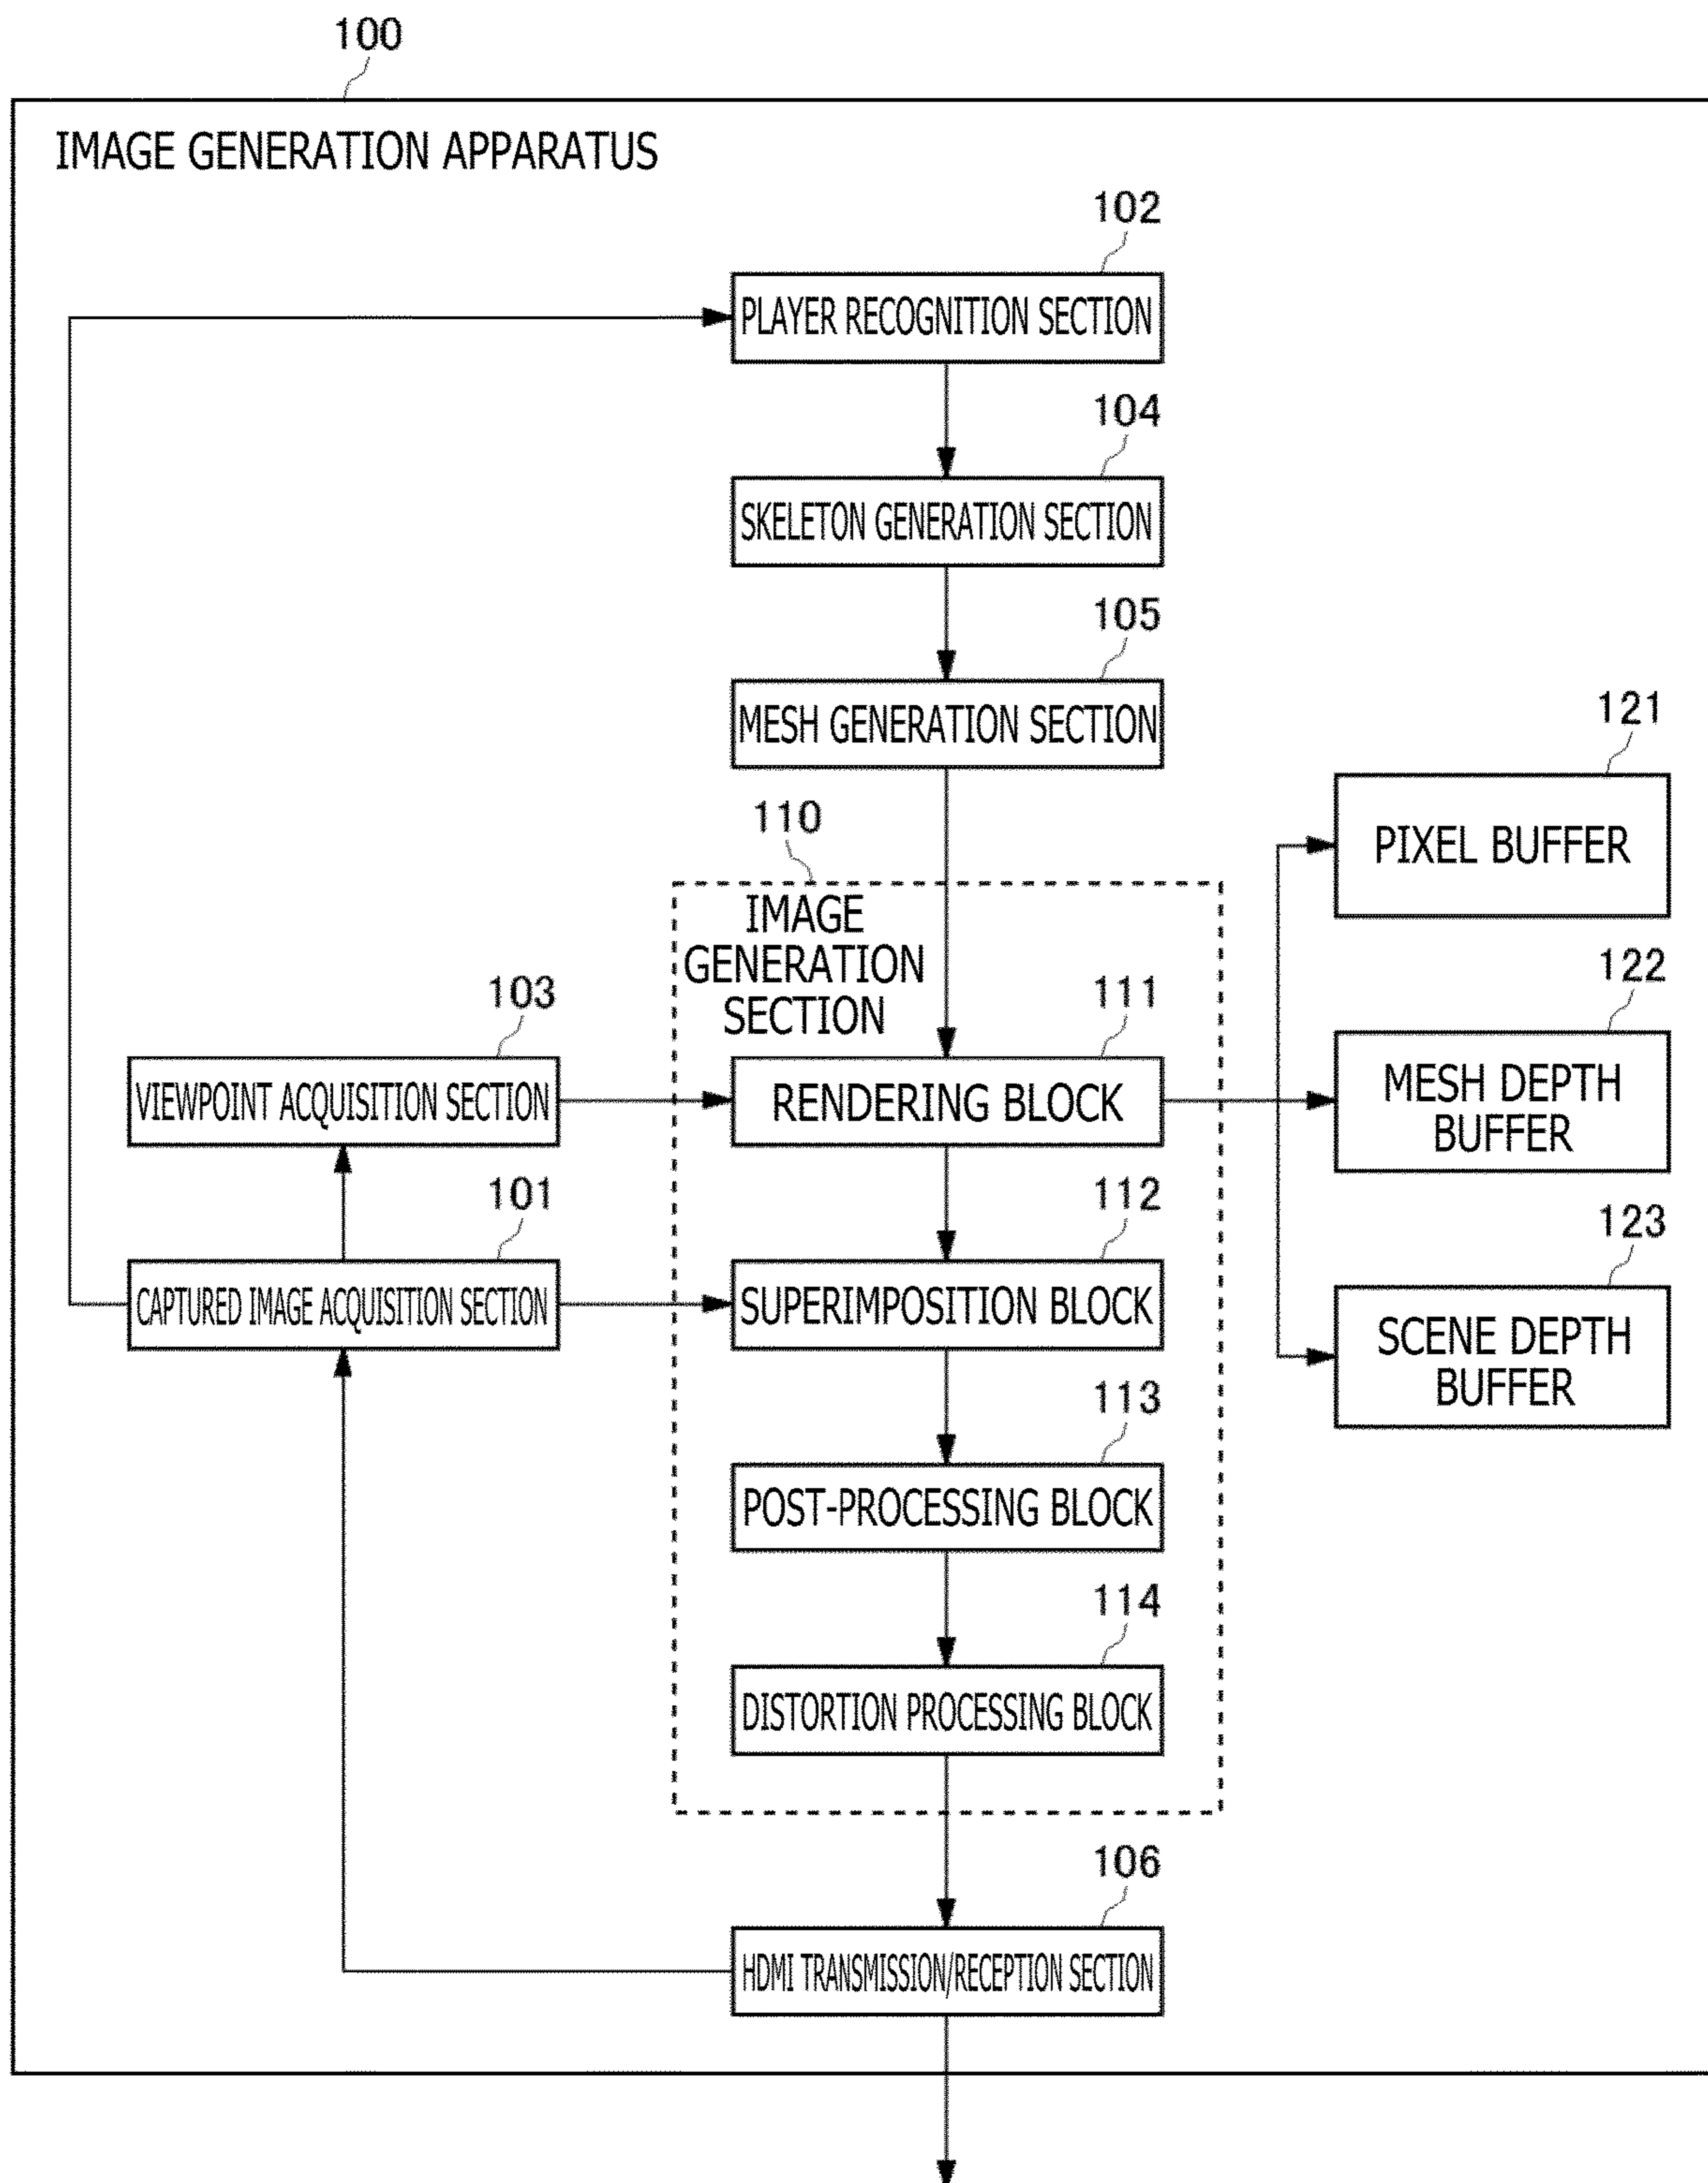 100
IMAGE GENERATION APPARATUS
102
PLAYER RECOGNITION SECTION
104
SKELETON GENERATION SECTION
105
MESH GENERATION SECTION
121
PIXEL BUFFER
110
IMAGE
GENERATION
SECTION
103
VIEWPOINT ACQUISITION SECTION
111
RENDERING BLOCK
122
MESH DEPTH
BUFFER
101
CAPTURED IMAGE ACQUISITION SECTION
112
SUPERIMPOSITION BLOCK
123
SCENE DEPTH
BUFFER
113
POST-PROCESSING BLOCK
114
DISTORTION PROCESSING BLOCK
106
HDMI TRANSMISSION/RECEPTION SECTION